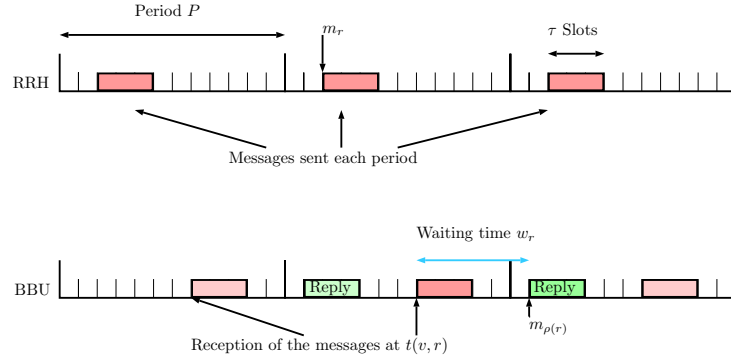 Period P
m_r
τ Slots
RRH
Messages sent each period
Waiting time w_r
BBU
Reply
Reply
m_ρ(r)
Reception of the messages at t(v, r)